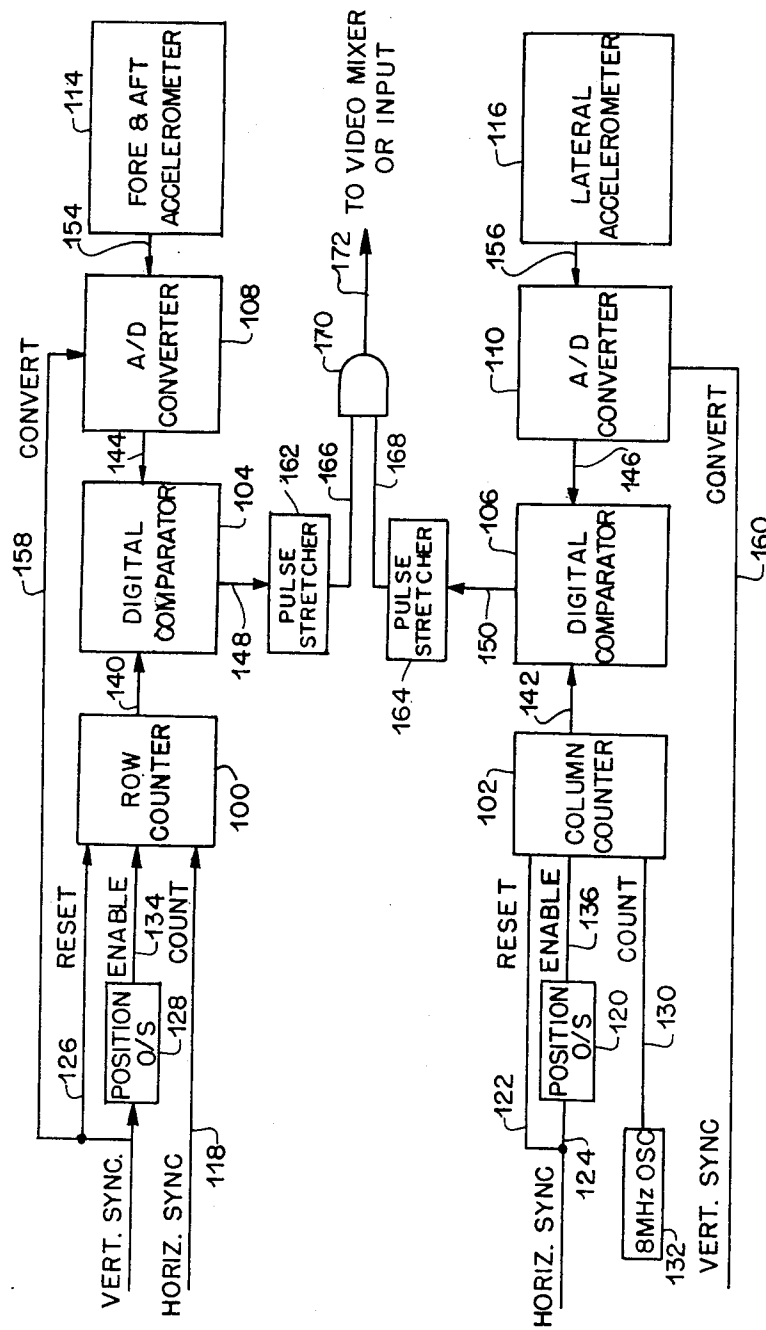 114
FORE & AFT
ACCELEROMETER
154
CONVERT
A/D
CONVERTER
108
144
158
DIGITAL
COMPARATOR
104
148
140
ROW
COUNTER
100
RESET
126
ENABLE
134
COUNT
POSITION
O/S
128
VERT. SYNC.
HORIZ. SYNC
118
TO VIDEO MIXER
OR INPUT
172
170
166
168
162
PULSE
STRETCHER
PULSE
STRETCHER
164
150
LATERAL
ACCELEROMETER
116
156
A/D
CONVERTER
110
CONVERT
146
DIGITAL
COMPARATOR
106
160
142
COLUMN
COUNTER
102
RESET
122
ENABLE
136
COUNT
POSITION
O/S
120
130
124
HORIZ. SYNC
8MHz OSC
132
VERT. SYNC